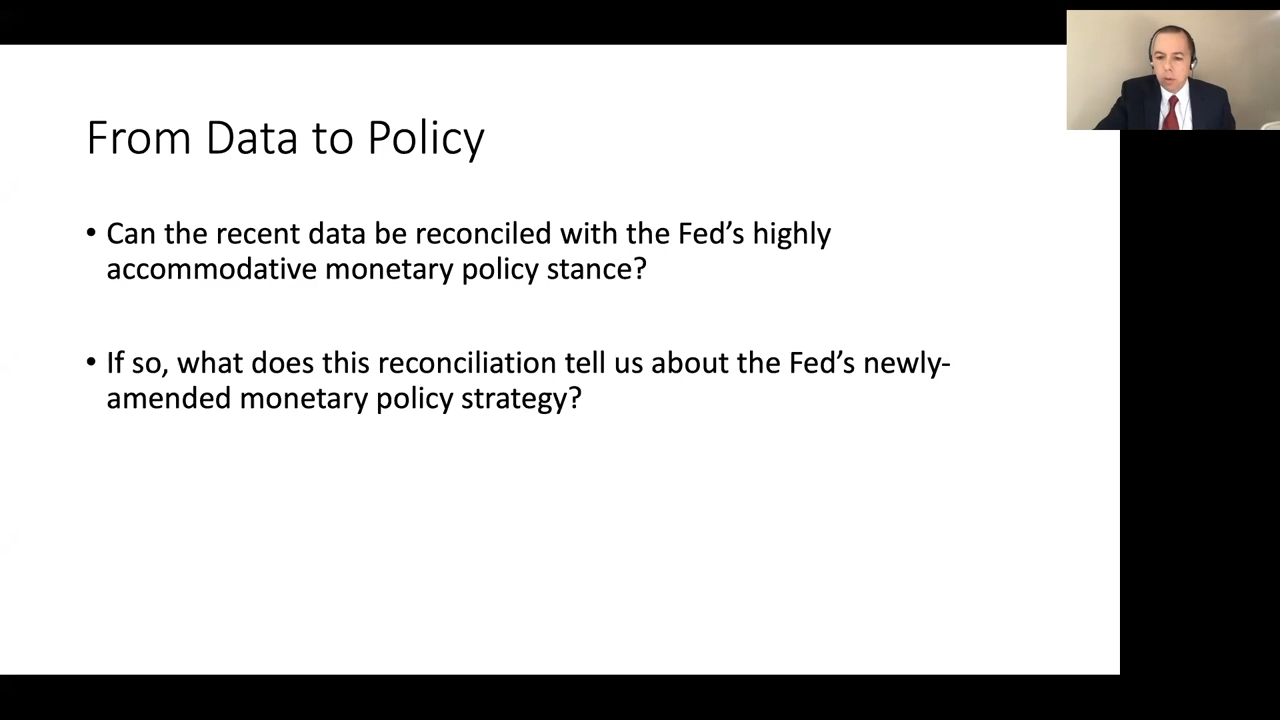 From Data to Policy
• Can the recent data be reconciled with the Fed’s highly
accommodative monetary policy stance?
• If so, what does this reconciliation tell us about the Fed’s newly-
amended monetary policy strategy?